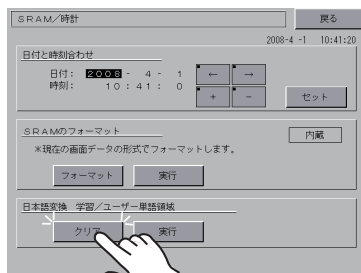 SRAM/時計
戻る
2008-4 -1 10:41:20
日付と時刻合わせ
日付： 2008 - 4 - 1
時刻： 10 : 41 : 0
← →
+ -
セット
SRAMのフォーマット
内蔵
*現在の画面データの形式でフォーマットします。
フォーマット 実行
日本語変換 学習/ユーザー単語領域
クリア 実行